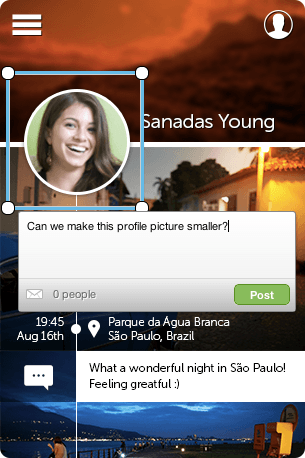 Sanadas Young
Can we make this profile picture smaller?
0 people
Post
19:45
Aug 16th
Parque da Agua Branca
São Paulo, Brazil
What a wonderful night in São Paulo!
Feeling greatful :)